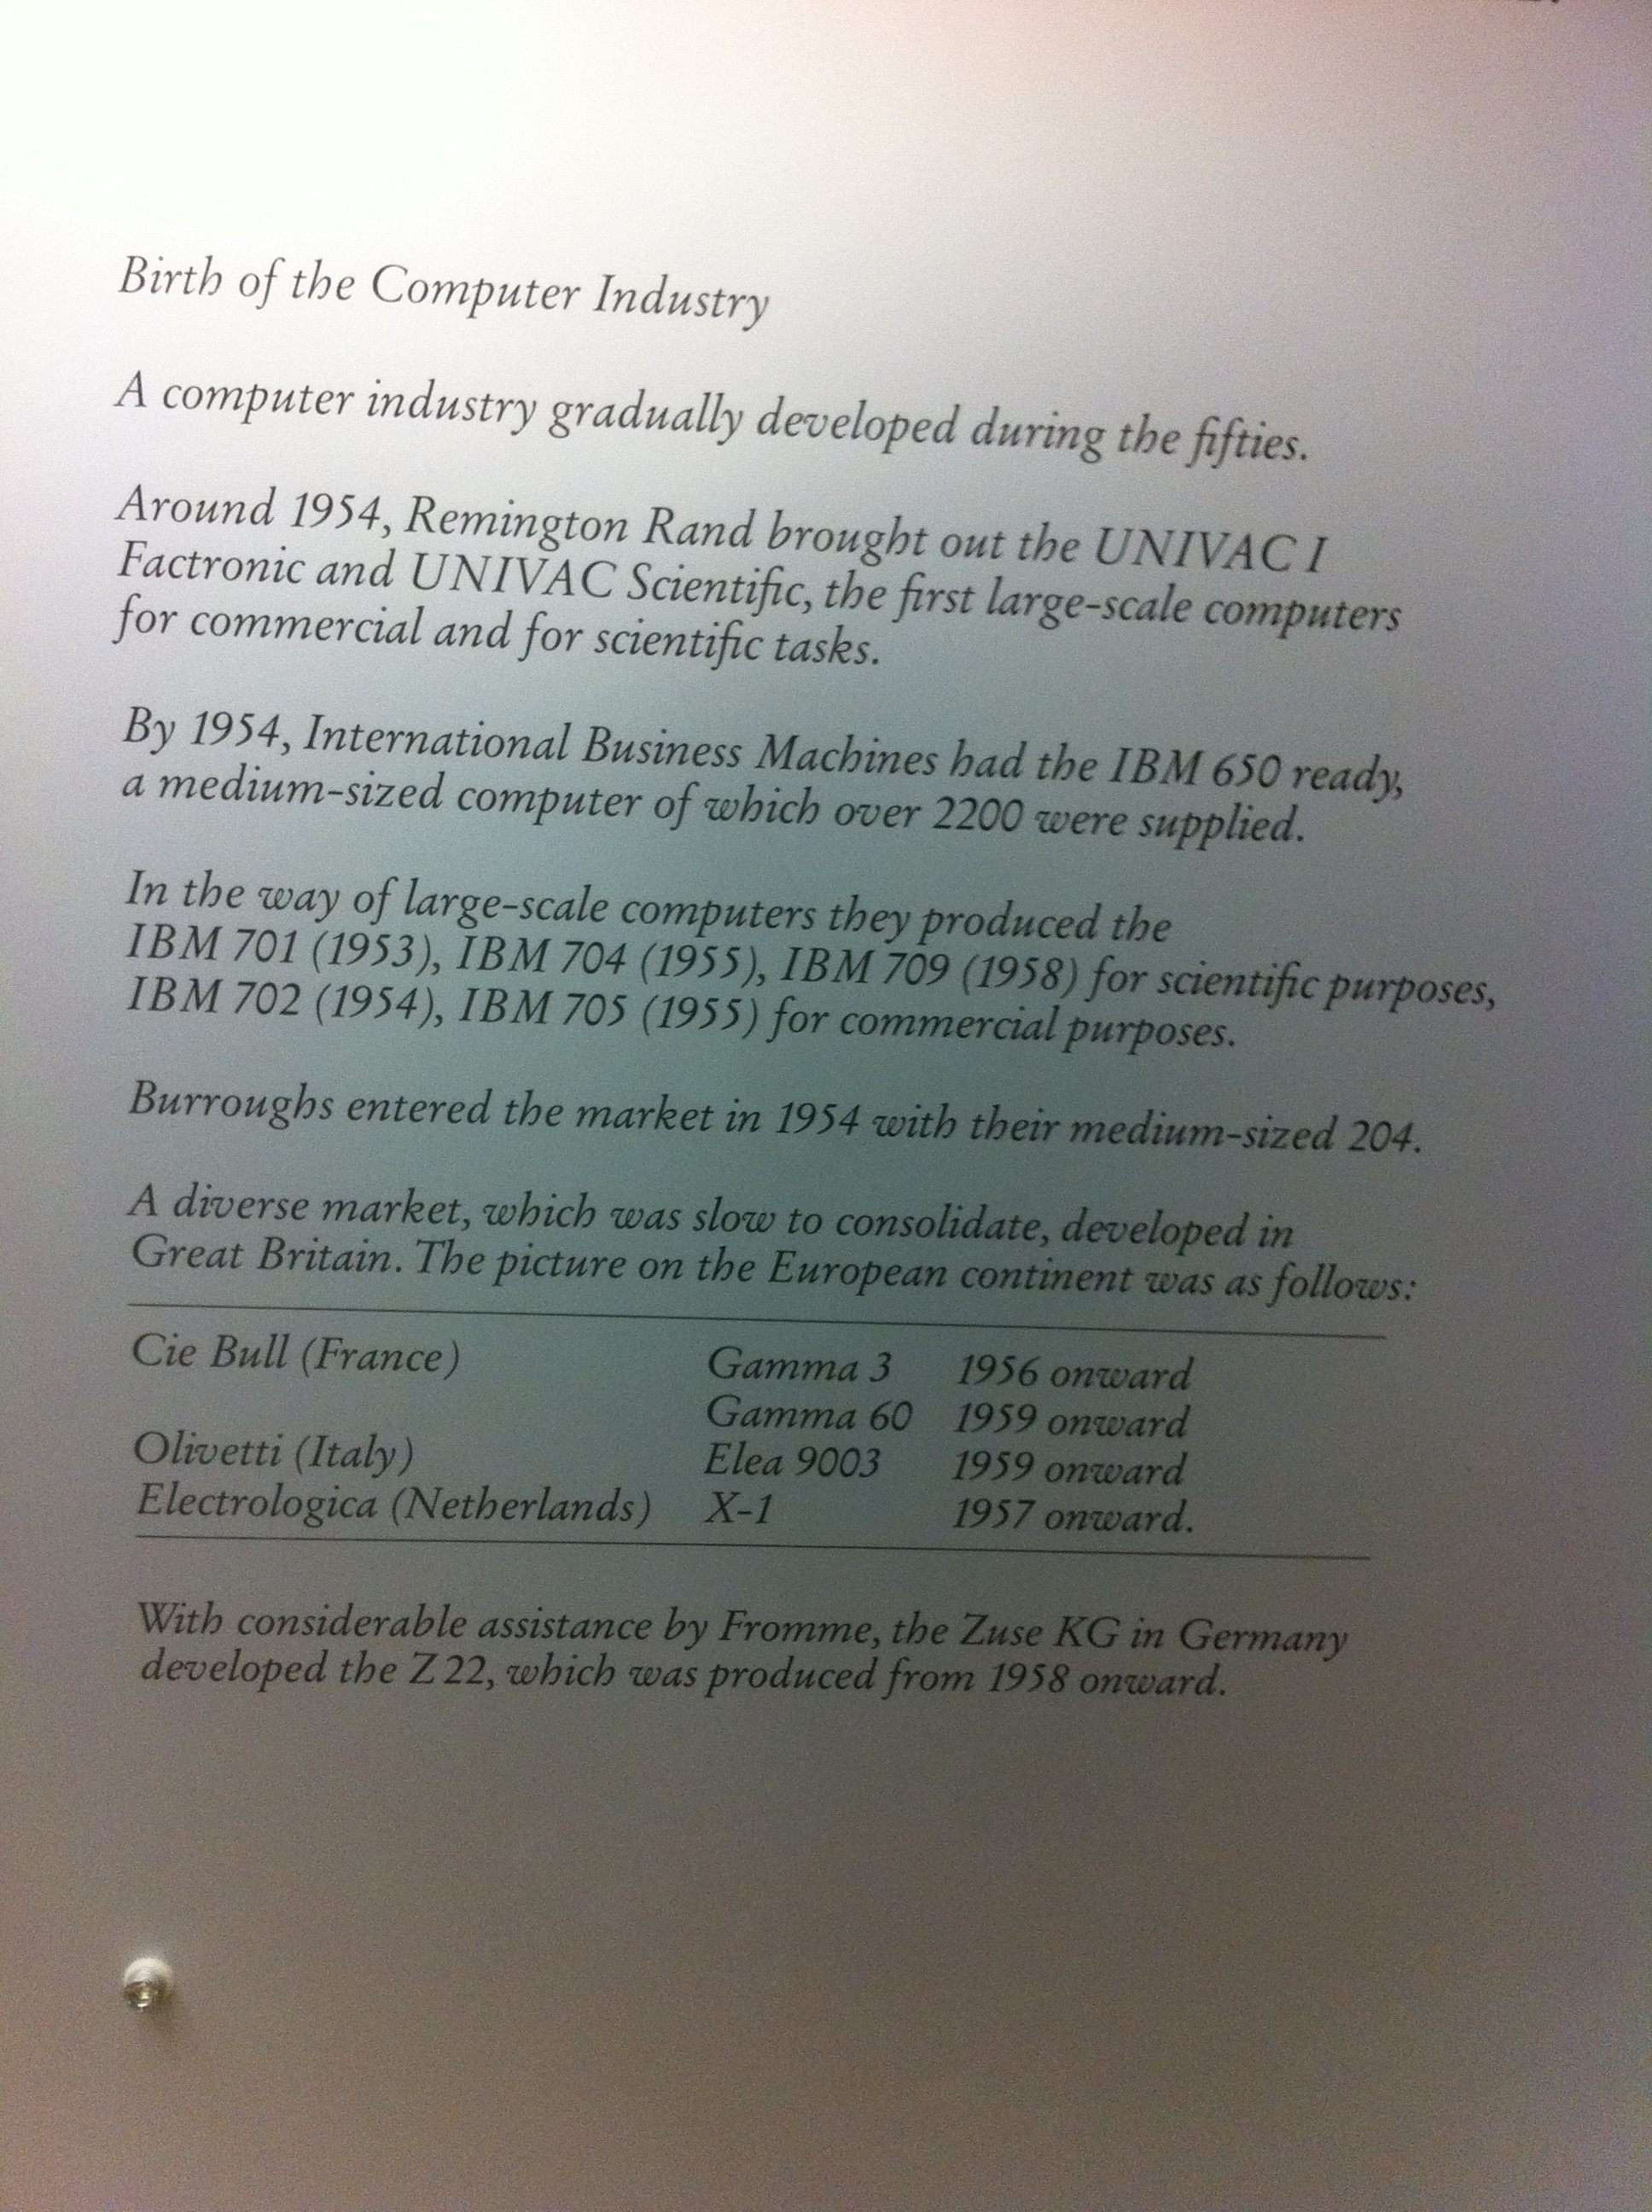 Birth of the Computer Industry
A computer industry gradually developed during the fifties.
Around 1954, Remington Rand brought out the UNIVAC I
Factronic and UNIVAC Scientific, the first large-scale computers
for commercial and for scientific tasks.
By 1954, International Business Machines had the IBM 650 ready,
a medium-sized computer of which over 2200 were supplied.
In the way of large-scale computers they produced the
IBM 701 (1953), IBM 704 (1955), IBM 709 (1958) for scientific purposes,
IBM 702 (1954), IBM 705 (1955) for commercial purposes.
Burroughs entered the market in 1954 with their medium-sized 204.
A diverse market, which was slow to consolidate, developed in
Great Britain. The picture on the European continent was as follows:
Cie Bull (France) Gamma 3 1956 onward
Gamma 60 1959 onward
Olivetti (Italy) Elea 9003 1959 onward
Electrologica (Netherlands) X-1 1957 onward.
With considerable assistance by Fromme, the Zuse KG in Germany
developed the Z 22, which was produced from 1958 onward.